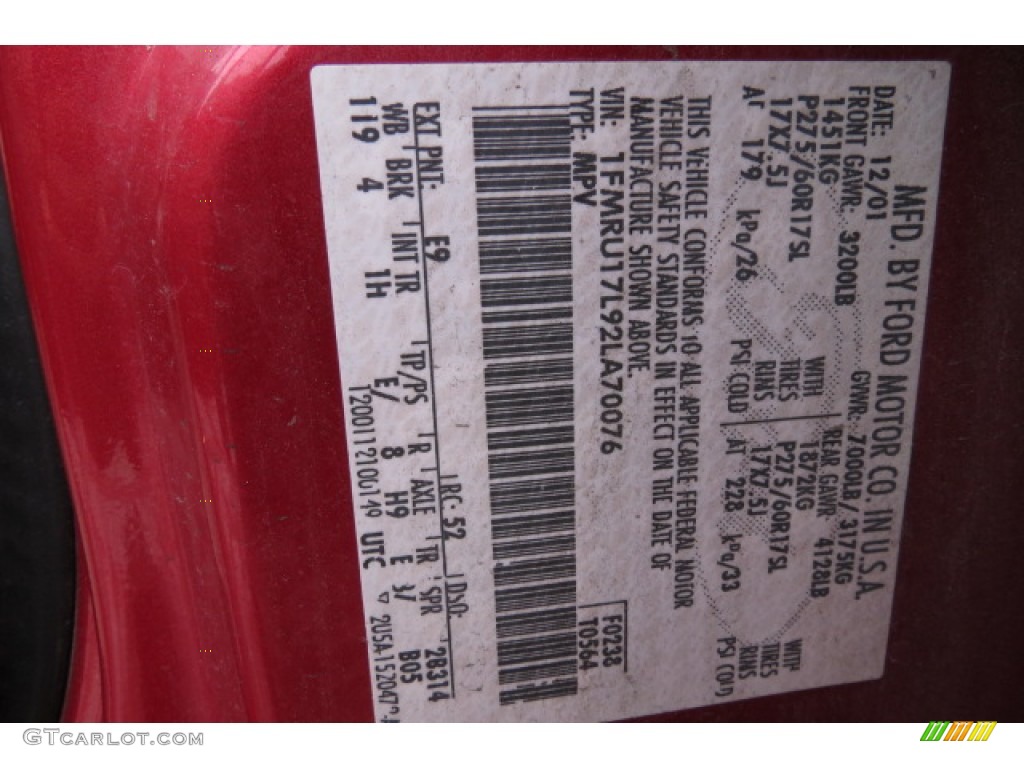 MFD. BY FORD MOTOR CO. IN U.S.A.
DATE: 12/01 GVWR: 7000LB/ 3175KG
FRONT GAWR: 3200LB REAR GAWR 4128LB
1451KG WITH 1872KG WITH
P275/60R17SL TIRES P275/60R17SL TIRES
17X7.5J RINS 17X7.5J RINS
AT 179 kPa/26 PSI COLD AT 228 kPa/33 PSI COLD
THIS VEHICLE CONFORMS TO ALL APPLICABLE FEDERAL MOTOR
VEHICLE SAFETY STANDARDS IN EFFECT ON THE DATE OF
MANUFACTURE SHOWN ABOVE.
VIN: 1FMRU17L92LA70076 F0238
TYPE: MPV T0564
EXT PNT: E9 RC: 52 DSO: 28314
WB BRK INT TR TP/PS R AXLE TR SPR B05
119 4 1H E/ 8 H9 E
UTC
GTcarlot.com